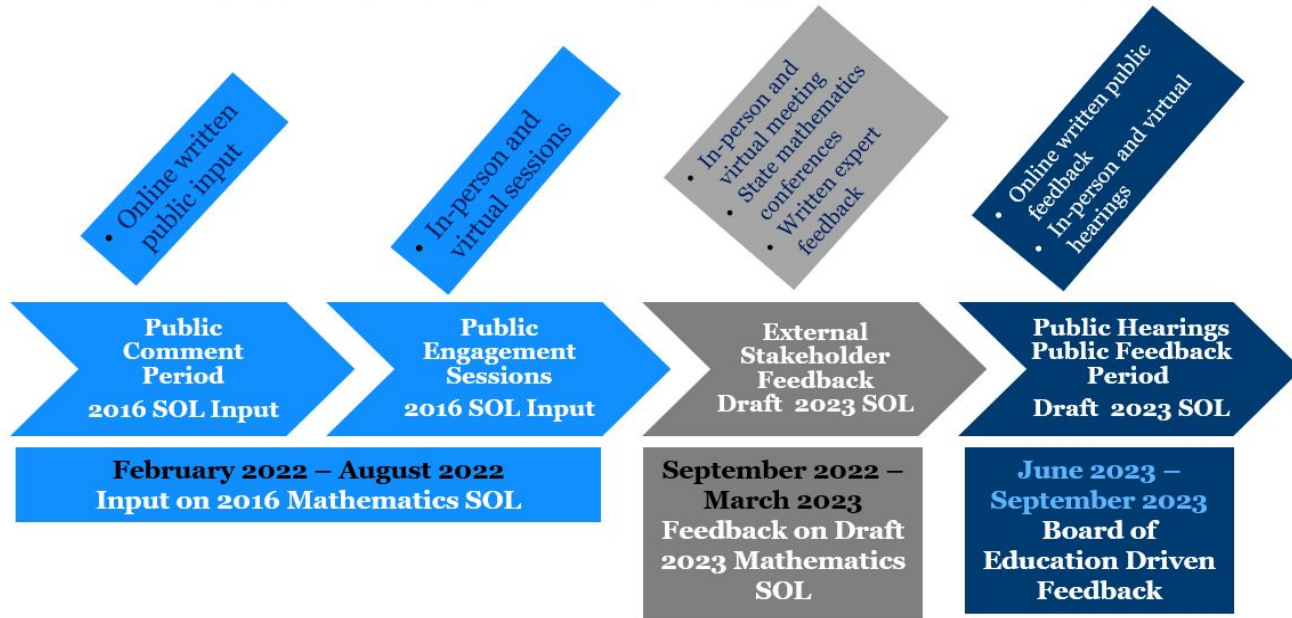 • Online written
public input
• In-person and
virtual sessions
• In-person and
virtual meeting
• State mathematics
conferences
• Written expert
feedback
• Online written public
feedback
• In-person and virtual
hearings
Public
Comment
Period
2016 SOL Input
Public
Engagement
Sessions
2016 SOL Input
External
Stakeholder
Feedback
Draft 2023 SOL
Public Hearings
Public Feedback
Period
Draft 2023 SOL
February 2022 – August 2022
Input on 2016 Mathematics SOL
September 2022 –
March 2023
Feedback on Draft
2023 Mathematics
SOL
June 2023 –
September 2023
Board of
Education Driven
Feedback